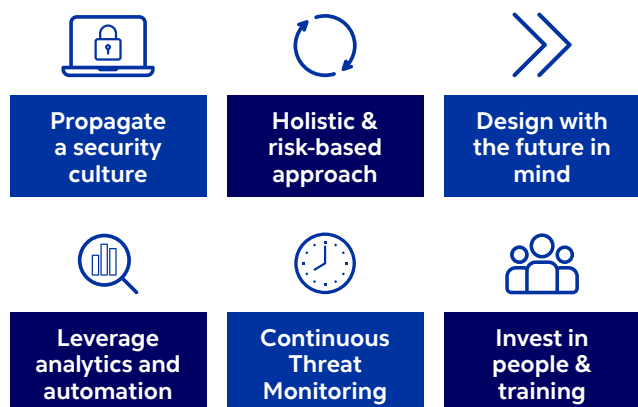 Propagate
a security
culture
Holistic &
risk-based
approach
Design with
the future in
mind
Leverage
analytics and
automation
Continuous
Threat
Monitoring
Invest in
people &
training